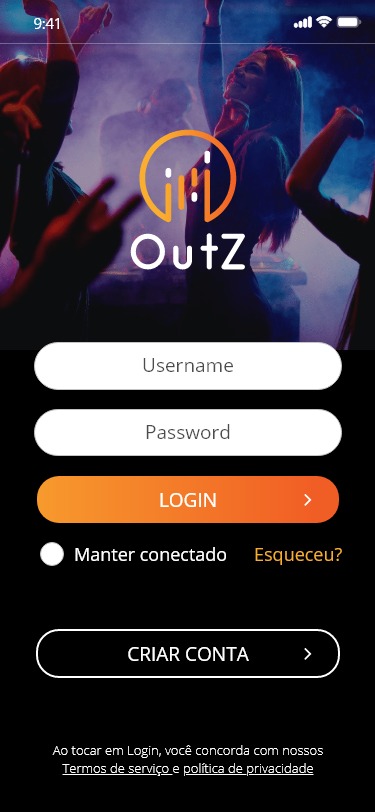 9:41
OutZ
Username
Password
LOGIN
Manter conectado Esqueceu?
CRIAR CONTA
Ao tocar em Login, você concorda com nossos
Termos de serviço e política de privacidade